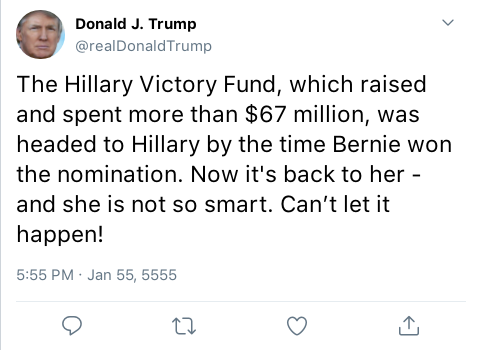 Donald J. Trump
@realDonaldTrump
The Hillary Victory Fund, which raised
and spent more than $67 million, was
headed to Hillary by the time Bernie won
the nomination. Now it's back to her -
and she is not so smart. Can’t let it
happen!
5:55 PM · Jan 55, 5555